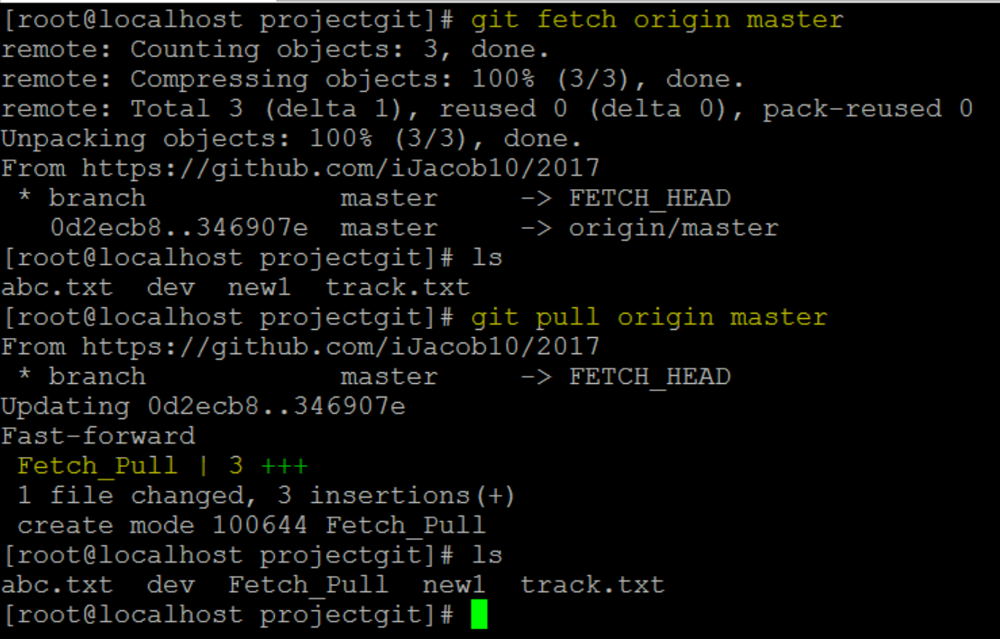 [root@localhost projectgit]# git fetch origin master
remote: Counting objects: 3, done.
remote: Compressing objects: 100% (3/3), done.
remote: Total 3 (delta 1), reused 0 (delta 0), pack-reused 0
Unpacking objects: 100% (3/3), done.
From https://github.com/iJacob10/2017
 * branch            master     -> FETCH_HEAD
   0d2ecb8..346907e  master     -> origin/master
[root@localhost projectgit]# ls
abc.txt  dev  new1  track.txt
[root@localhost projectgit]# git pull origin master
From https://github.com/iJacob10/2017
 * branch            master     -> FETCH_HEAD
Updating 0d2ecb8..346907e
Fast-forward
 Fetch_Pull | 3 +++
 1 file changed, 3 insertions(+)
 create mode 100644 Fetch_Pull
[root@localhost projectgit]# ls
abc.txt  dev  Fetch_Pull  new1  track.txt
[root@localhost projectgit]#